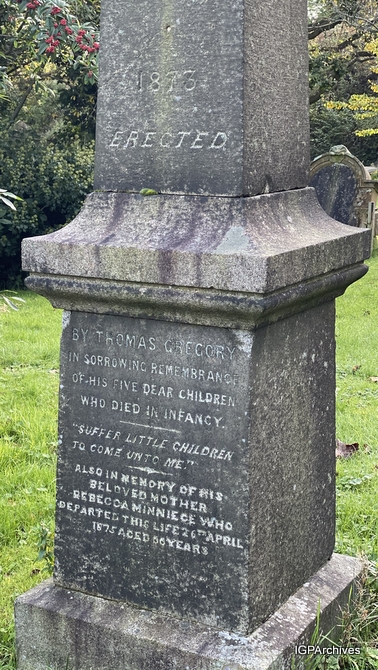 1873
ERECTED
BY THOMAS GREGORY
IN SORROWING REMEMBRANCE
OF HIS FIVE DEAR CHILDREN
WHO DIED IN INFANCY.
"SUFFER LITTLE CHILDREN
TO COME UNTO ME."
ALSO IN MEMORY OF HIS
BELOVED MOTHER
REBECCA MINNIECE WHO
DEPARTED THIS LIFE 26TH APRIL
1875 AGED 56 YEARS
IGPArchives